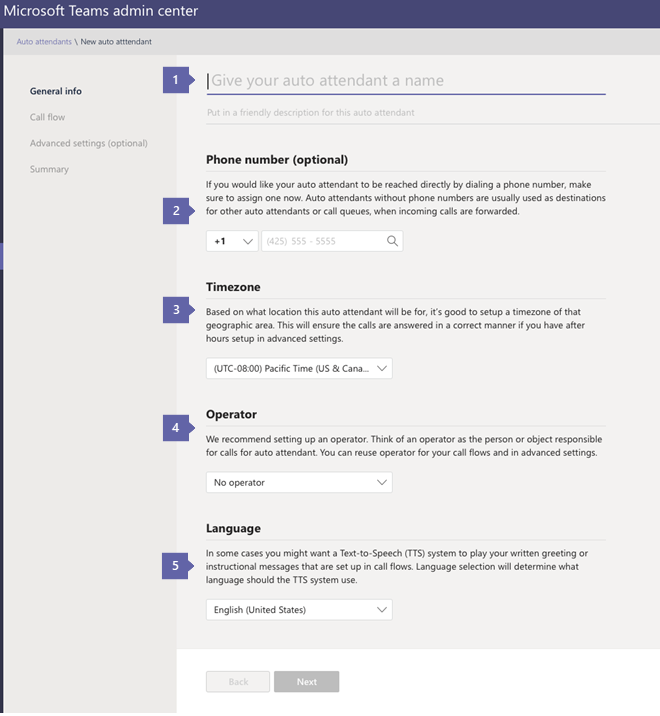 Microsoft Teams admin center
Auto attendants \ New auto atttendant
General info
Call flow
Advanced settings (optional)
Summary
1
Give your auto attendant a name
Put in a friendly description for this auto attendant
Phone number (optional)
2
If you would like your auto attendant to be reached directly by dialing a phone number, make
sure to assign one now. Auto attendants without phone numbers are usually used as destinations
for other auto attendants or call queues, when incoming calls are forwarded.
+1
(425) 555 - 5555
Timezone
3
Based on what location this auto attendant will be for, it's good to setup a timezone of that
geographic area. This will ensure the calls are answered in a correct manner if you have after
hours setup in advanced settings.
(UTC-08:00) Pacific Time (US & Cana...
Operator
4
We recommend setting up an operator. Think of an operator as the person or object responsible
for calls for auto attendant. You can reuse operator for your call flows and in advanced settings.
No operator
Language
5
In some cases you might want a Text-to-Speech (TTS) system to play your written greeting or
instructional messages that are set up in call flows. Language selection will determine what
language should the TTS system use.
English (United States)
Back
Next